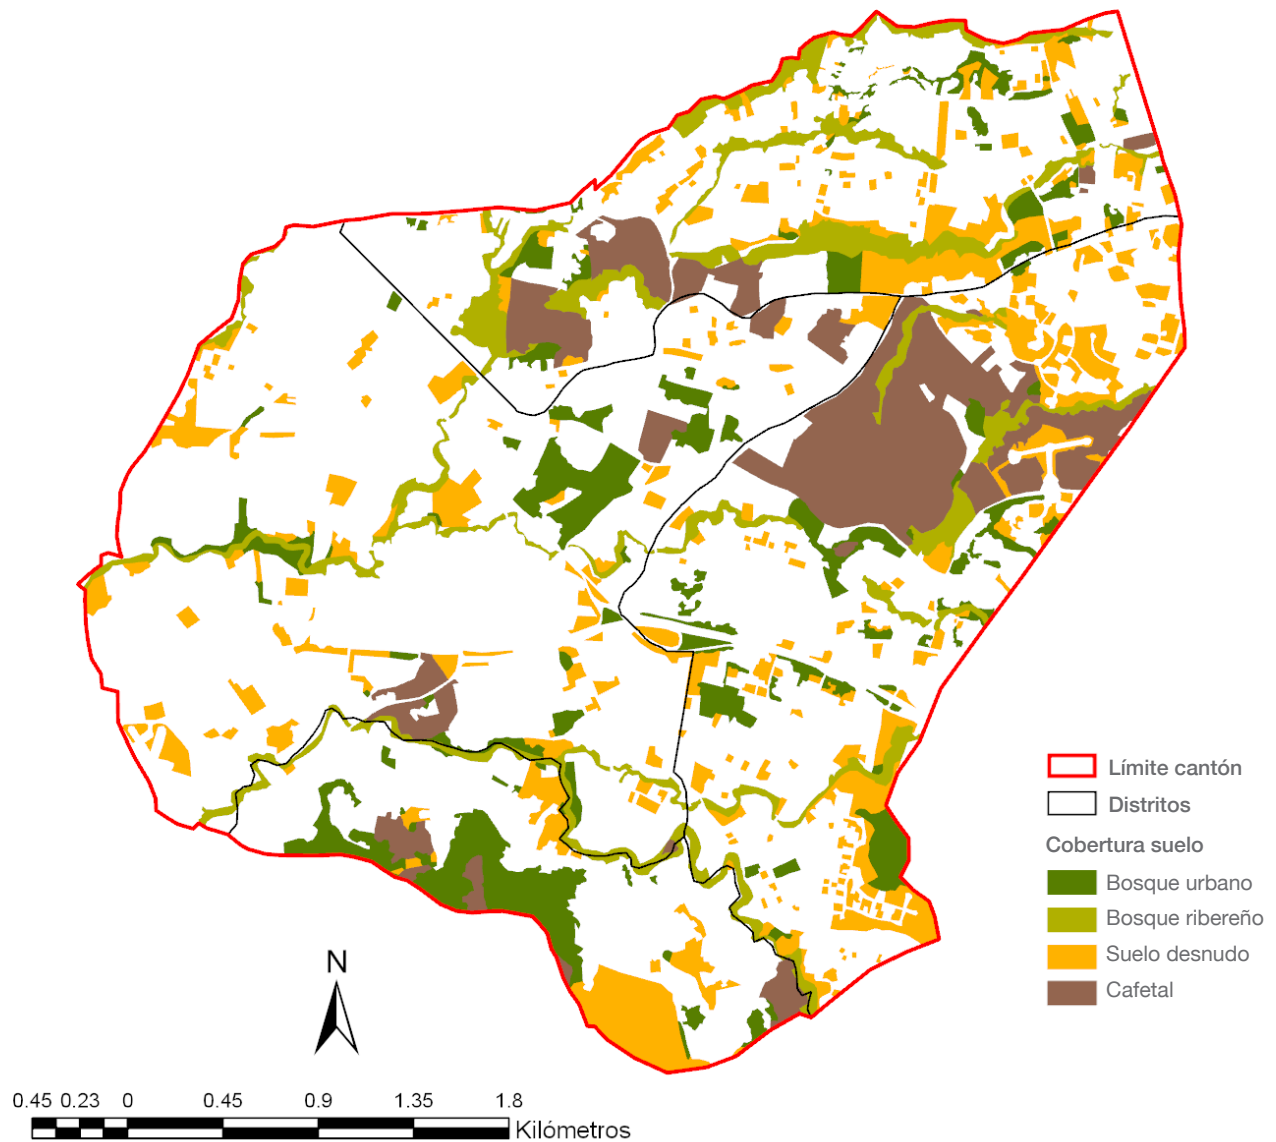 Límite cantón
Distritos
Cobertura suelo
Bosque urbano
Bosque ribereño
Suelo desnudo
Cafetal
N
0.45 0.23 0 0.45 0.9 1.35 1.8
Kilómetros